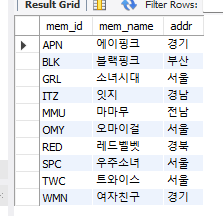 Result Grid Filter Rows:
mem_id mem_name addr
APN 에이핑크 경기
BLK 블랙핑크 부산
GRL 소녀시대 서울
ITZ 잇지 경남
MMU 마마무 전남
OMY 오마이걸 서울
RED 레드벨벳 경북
SPC 우주소녀 서울
TWC 트와이스 서울
WMN 여자친구 경기